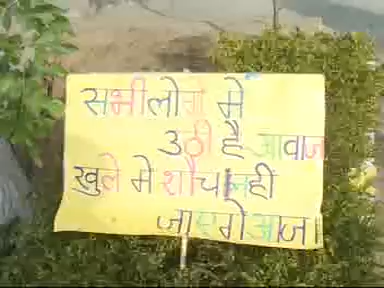 सभी लोगो मे
उठी है आवाज
खुले मे शौच नही
जाएगे आज